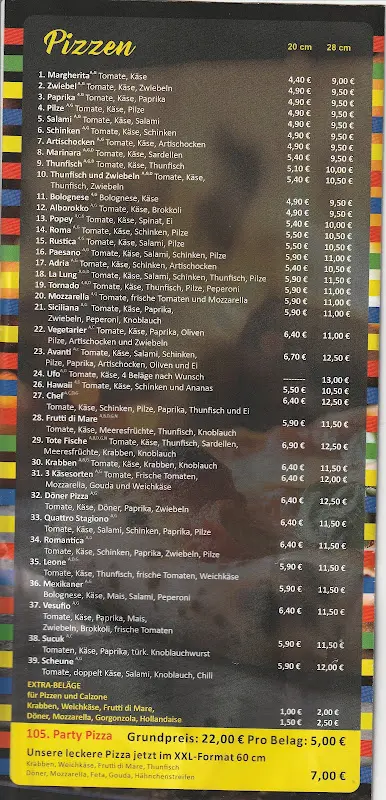 Pizzen 20 cm 28 cm
1. Margherita A,G Tomate, Käse 4,40 € 9,00 €
2. Zwiebel A,G Tomate, Käse, Zwiebeln 4,90 € 9,50 €
3. Paprika A,G Tomate, Käse, Paprika 4,90 € 9,50 €
4. Pilze A,G Tomate, Käse, Pilze 4,90 € 9,50 €
5. Salami Tomate, Käse, Salami 4,90 € 9,50 €
6. Schinken Tomate, Käse, Schinken 4,90 € 9,50 €
7. Artischocken Tomate, Käse, Artischocken 4,90 € 9,50 €
8. Marinara Tomate, Käse, Sardellen 5,40 € 9,50 €
9. Thunfisch Tomate, Käse, Thunfisch 5,10 € 10,00 €
10. Thunfisch und Zwiebeln Tomate, Käse, 5,40 € 10,50 €
Thunfisch, Zwiebeln
11. Bolognese Bolognese, Käse 4,90 € 9,50 €
12. Alborokko Tomate, Käse, Brokkoli 4,90 € 9,50 €
13. Popey Tomate, Käse, Spinat, Ei 5,40 € 10,00 €
14. Roma Tomate, Käse, Schinken, Pilze 5,50 € 10,50 €
15. Rustica Tomate, Käse, Salami, Pilze 5,50 € 10,50 €
16. Paesano Tomate, Käse, Salami, Schinken, Pilze 5,90 € 11,00 €
17. Adria Tomate, Käse, Schinken, Artischocken 5,40 € 10,50 €
18. La Lung Tomate, Käse, Salami, Schinken, Thunfisch, Pilze 5,90 € 11,50 €
19. Tornado Tomate, Käse, Thunfisch, Pilze, Peperoni 5,90 € 11,00 €
20. Mozzarella Tomate, frische Tomaten und Mozzarella 5,90 € 11,00 €
21. Siciliana Tomate, Käse, Paprika, 5,90 € 11,00 €
Zwiebeln, Peperoni, Knoblauch
22. Vegetarier Tomate, Käse, Paprika, Oliven 6,40 € 11,00 €
Pilze, Artischocken und Zwiebeln
23. Avanti Tomate, Käse, Salami, Schinken, 6,70 € 12,50 €
Pilze, Paprika, Artischocken, Oliven und Ei
24. Ufo Tomate, Käse, 4 Beläge nach Wunsch ------- 13,00 €
26. Hawaii Tomate, Käse, Schinken und Ananas 5,50 € 10,50 €
27. Chef 6,40 € 12,50 €
Tomate, Käse, Schinken, Pilze, Paprika, Thunfisch und Ei
28. Frutti di Mare A,B,D,G,N 5,90 € 11,50 €
Tomate, Käse, Meeresfrüchte, Thunfisch, Knoblauch
29. Tote Fische A,B,D,G,N Tomate, Käse, Thunfisch, Sardellen, 6,90 € 12,50 €
Meeresfrüchte, Krabben, Knoblauch
30. Krabben Tomate, Käse, Krabben, Knoblauch 6,40 € 11,50 €
31. 3 Käsesorten Tomate, Frische Tomaten, 6,40 € 12,00 €
Mozzarella, Gouda und Weichkäse
32. Döner Pizza 6,40 € 12,50 €
Tomate, Käse, Döner, Paprika, Zwiebeln
33. Quattro Stagiono 6,40 € 11,50 €
Tomate, Käse, Salami, Schinken, Paprika, Pilze
34. Romantica 6,40 € 11,50 €
Tomate, Käse, Schinken, Paprika, Zwiebeln, Pilze
35. Leone 5,90 € 11,50 €
Tomate, Käse, Thunfisch, frische Tomaten, Weichkäse
36. Mexikaner 5,90 € 11,50 €
Bolognese, Käse, Mais, Salami, Peperoni
37. Vesufio 6,40 € 11,50 €
Tomate, Käse, Paprika, Mais,
Zwiebeln, Brokkoli, frische Tomaten
38. Sucuk 5,90 € 11,50 €
Tomaten, Käse, Paprika, türk. Knoblauchwurst
39. Scheune 5,90 € 12,00 €
Tomate, doppelt Käse, Salami, Knoblauch, Chili
EXTRA-BELÄGE
für Pizzen und Calzone
Krabben, Weichkäse, Frutti di Mare, 1,00 € 2,00 €
Döner, Mozzarella, Gorgonzola, Hollandaise 1,50 € 2,50 €
105. Party Pizza Grundpreis: 22,00 € Pro Belag: 5,00 €
Unsere leckere Pizza jetzt im XXL-Format 60 cm
Krabben, Weichkäse, Frutti di Mare, Thunfisch 7,00 €
Döner, Mozzarella, Feta, Gouda, Hähnchenstreifen